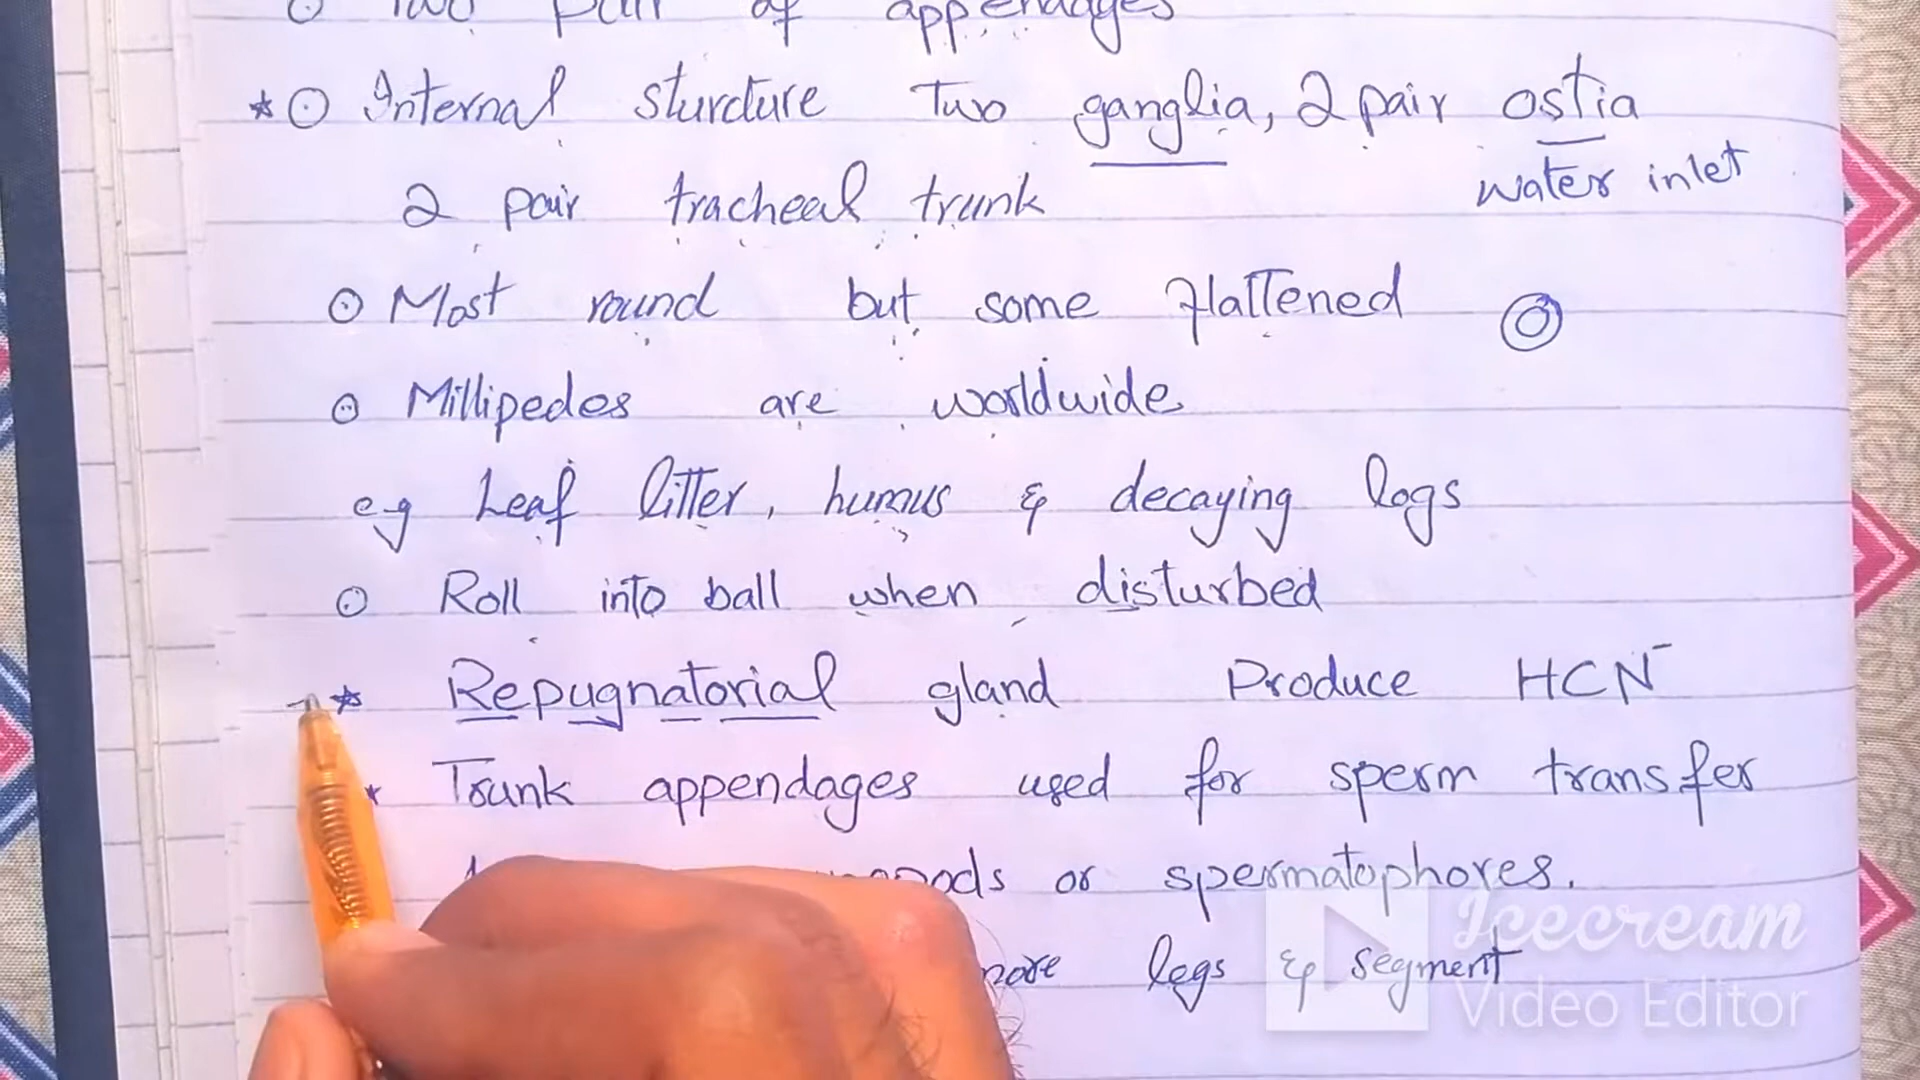 Two pair of appendages
Internal sturcture Two ganglia, 2 pair ostia
water inlet
2 pair tracheal trunk
Most round but some flattened
Millipedes are worldwide
eg Leaf litter, humus & decaying logs
Roll into ball when disturbed
Repugnatorial gland Produce HCN⁻
Trunk appendages used for sperm transfer
or spermatophores.
more legs & segment
Icecream
Video Editor